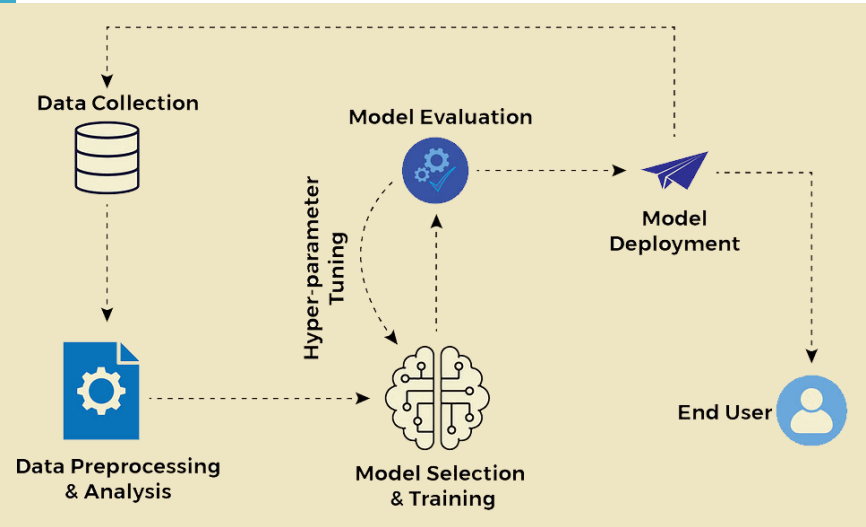 Data Collection
Model Evaluation
Hyper-parameter
Tuning
Model
Deployment
End User
Data Preprocessing
& Analysis
Model Selection
& Training